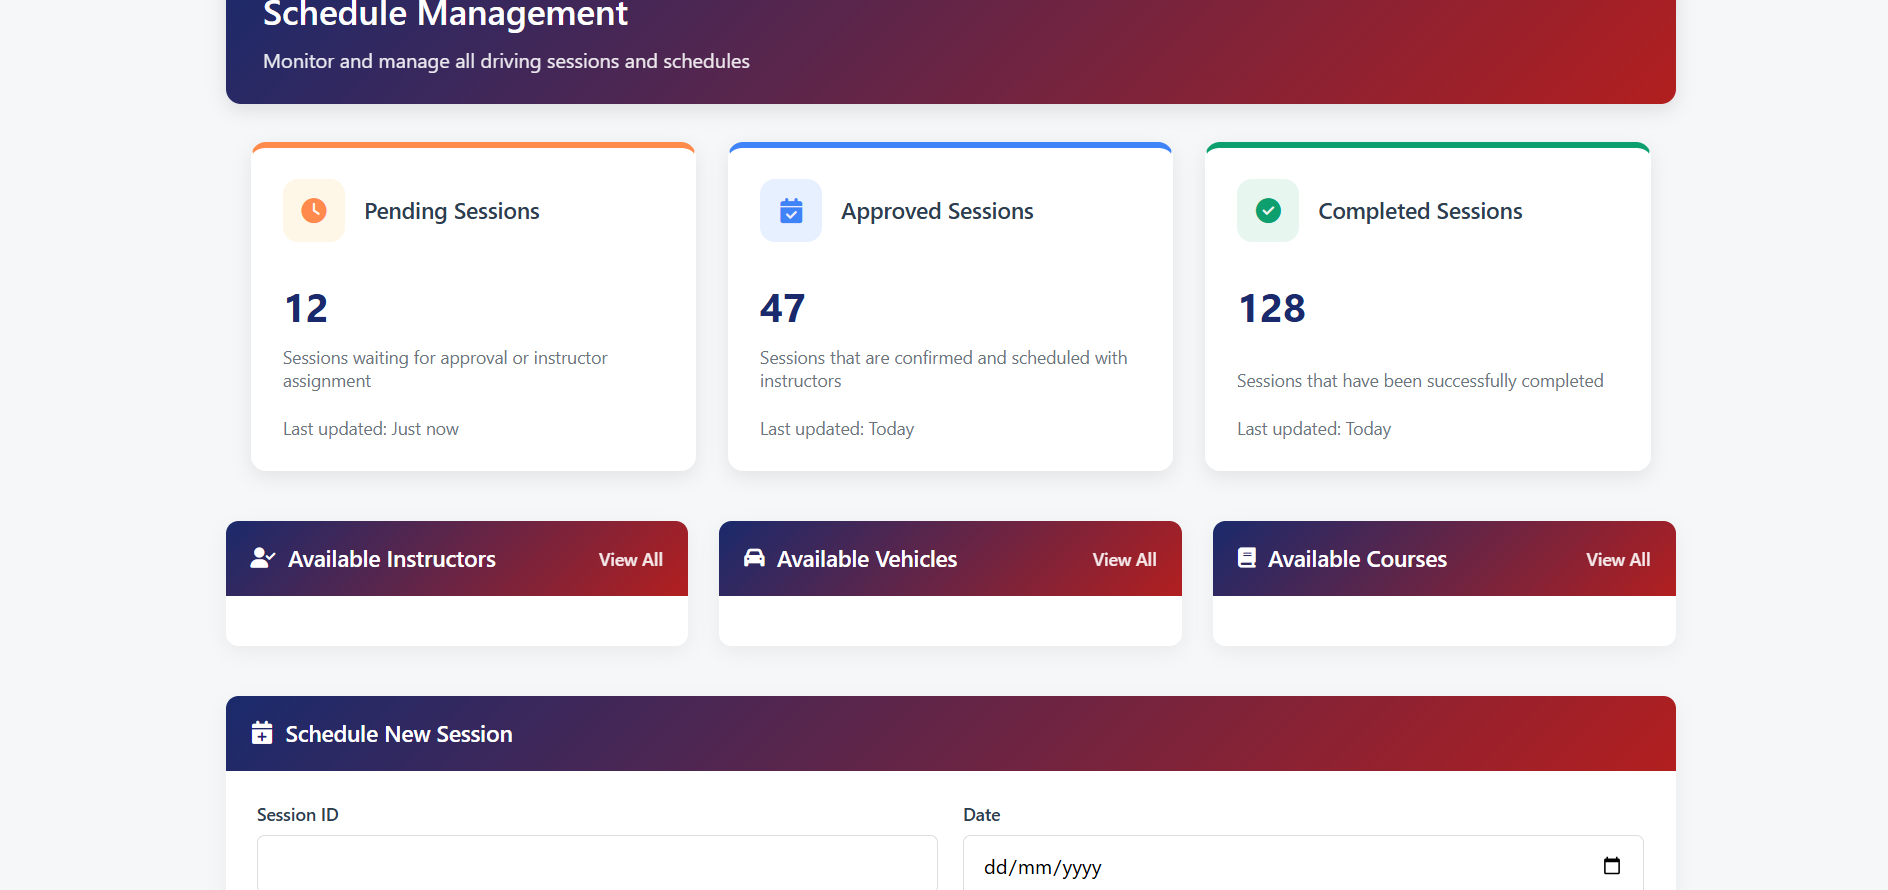 Schedule Management
Monitor and manage all driving sessions and schedules
Pending Sessions
12
Sessions waiting for approval or instructor
assignment
Last updated: Just now
Approved Sessions
47
Sessions that are confirmed and scheduled with
instructors
Last updated: Today
Completed Sessions
128
Sessions that have been successfully completed
Last updated: Today
Available Instructors
View All
Available Vehicles
View All
Available Courses
View All
Schedule New Session
Session ID
Date
dd/mm/yyyy